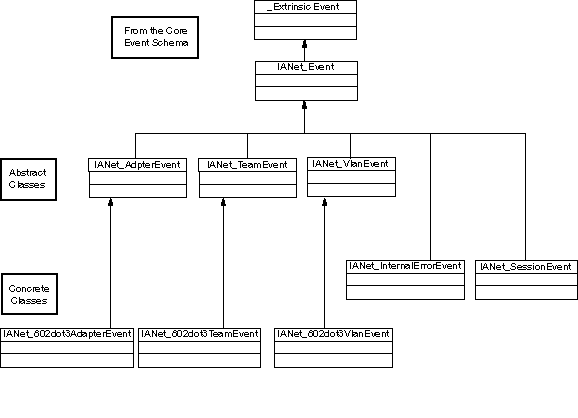 _Extrinsic Event
From the Core
Event Schema
IANet_Event
Abstract
Classes
IANet_AdpterEvent
IANet_TeamEvent
IANet_VlanEvent
IANet_InternalErrorEvent
IANet_SessionEvent
Concrete
Classes
IANet_802dot3AdapterEvent
IANet_802dot3TeamEvent
IANet_802dot3VlanEvent